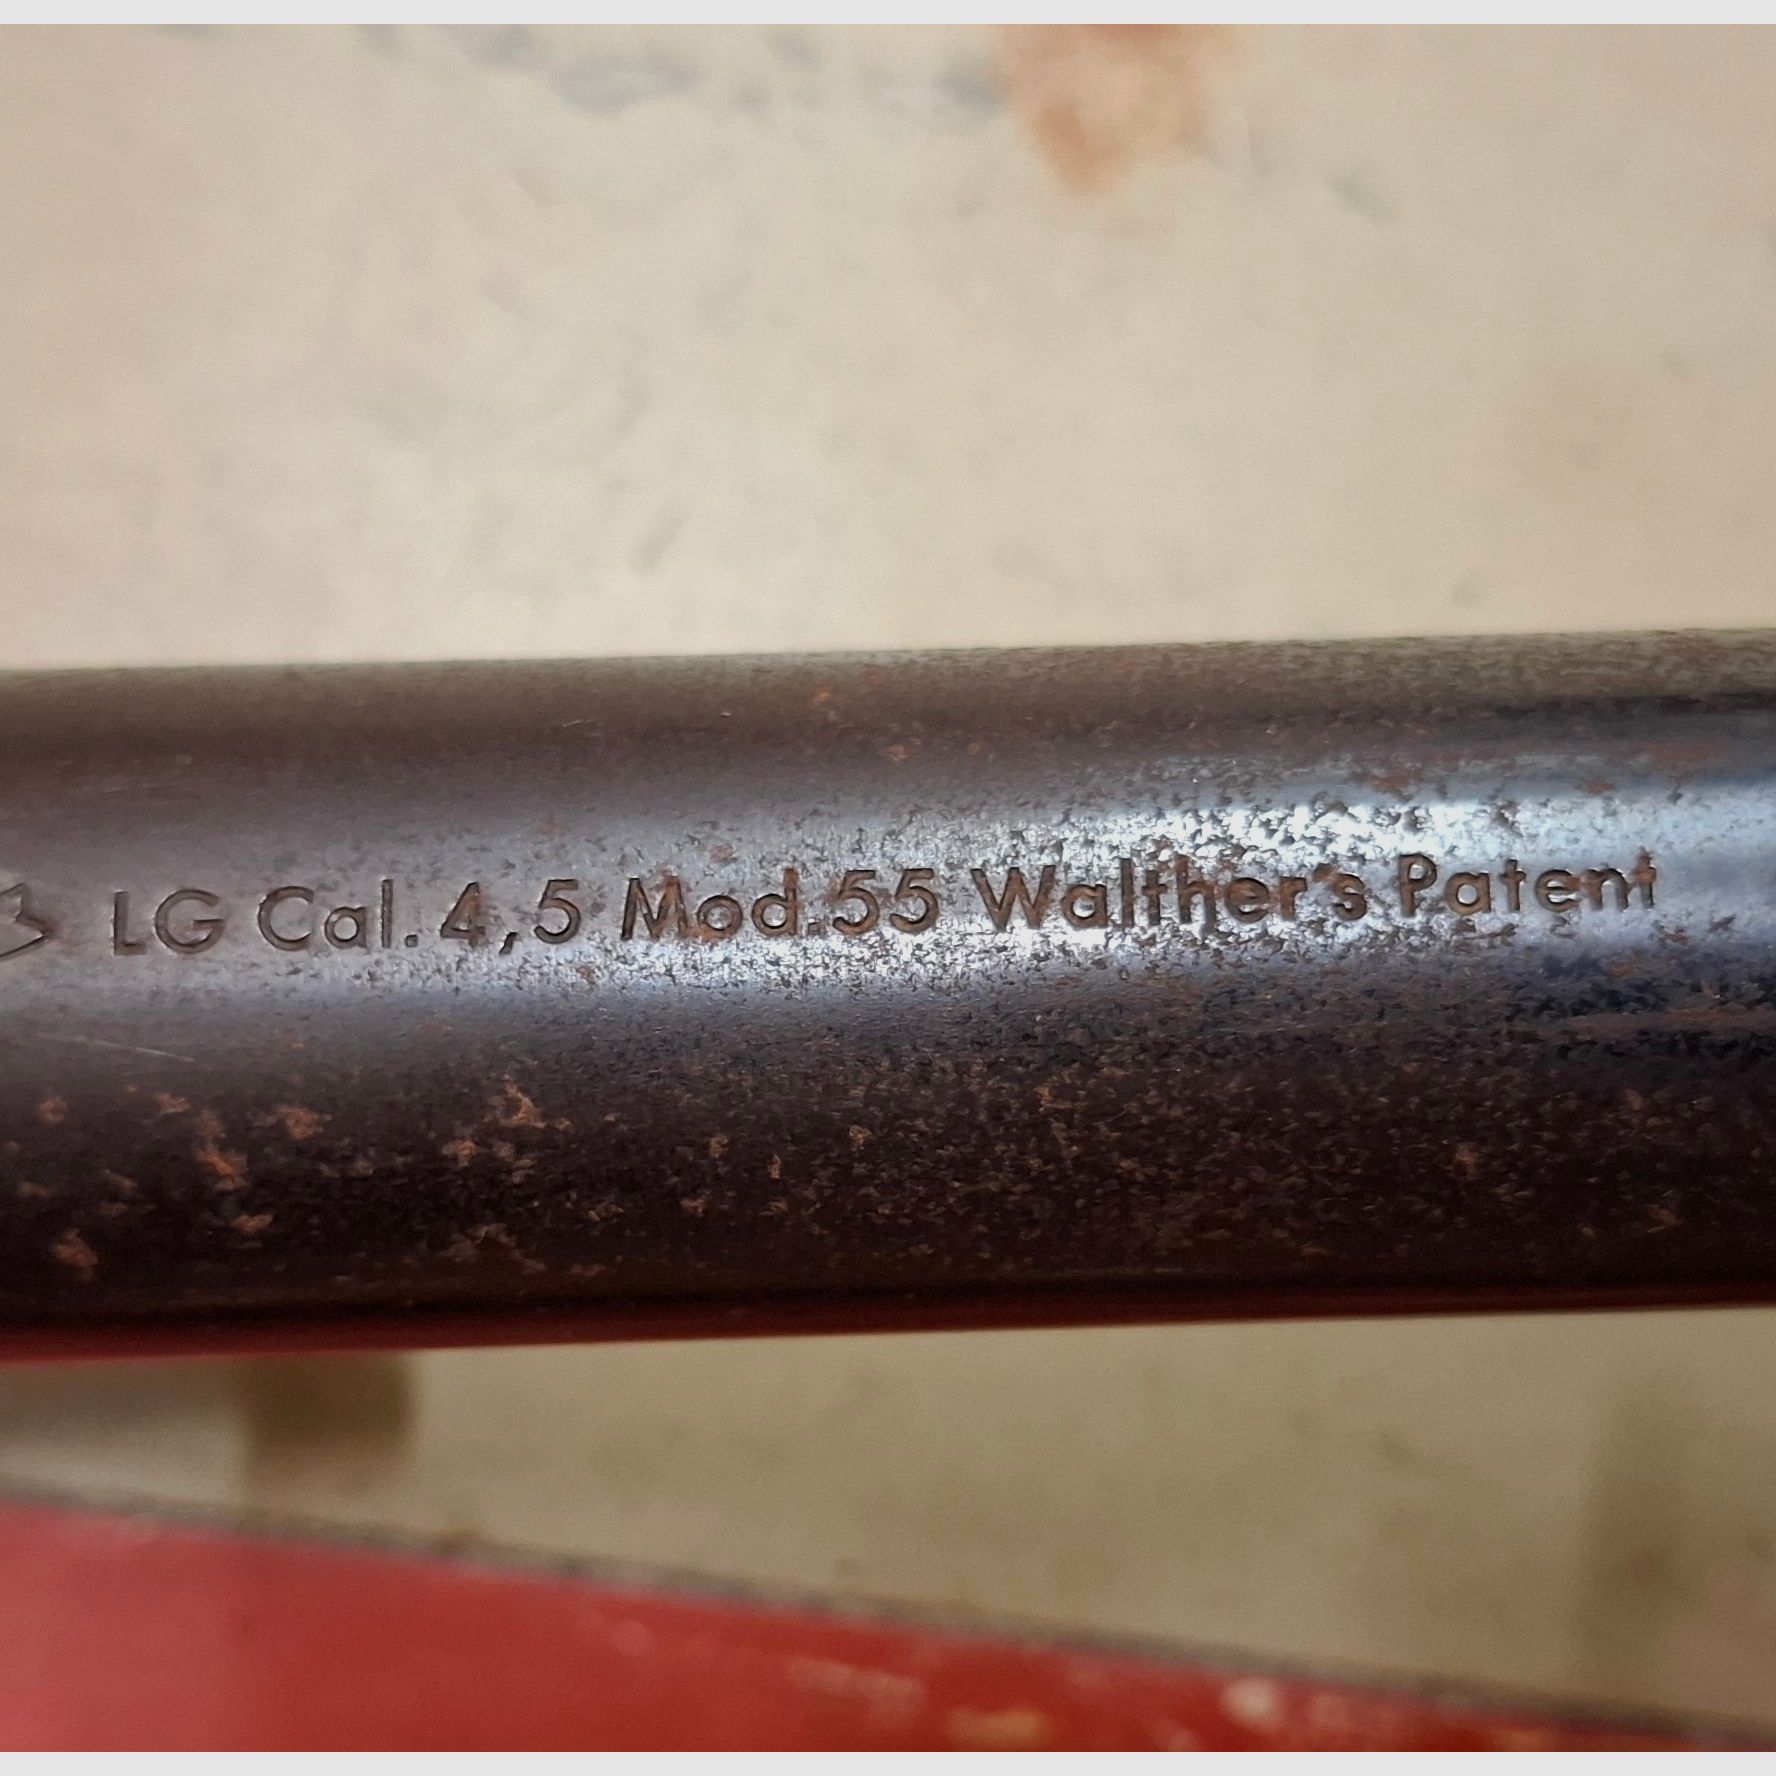 LG Cal. 4,5 Mod. 55 Walther's Patent